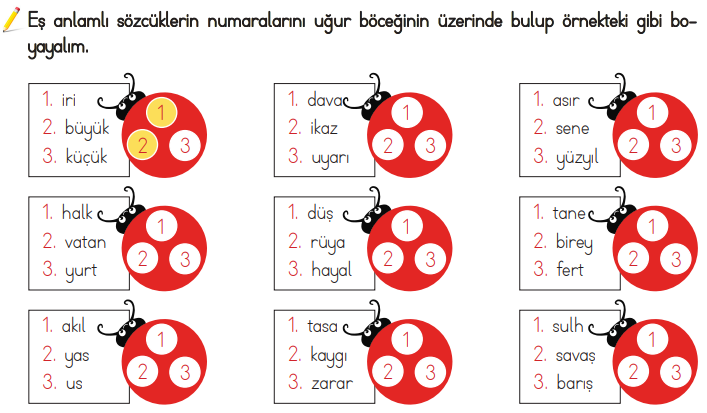 Eş anlamlı sözcüklerin numaralarını uğur böceğinin üzerinde bulup örnekteki gibi bo-
yayalım.
1. iri
2. büyük
3. küçük
1
2 3
1. dava
2. ikaz
3. uyarı
1
2 3
1. asır
2. sene
3. yüzyıl
1
2 3
1. halk
2. vatan
3. yurt
1
2 3
1. düş
2. rüya
3. hayal
1
2 3
1. tane
2. birey
3. fert
1
2 3
1. akıl
2. yas
3. us
1
2 3
1. tasa
2. kaygı
3. zarar
1
2 3
1. sulh
2. savaş
3. barış
1
2 3